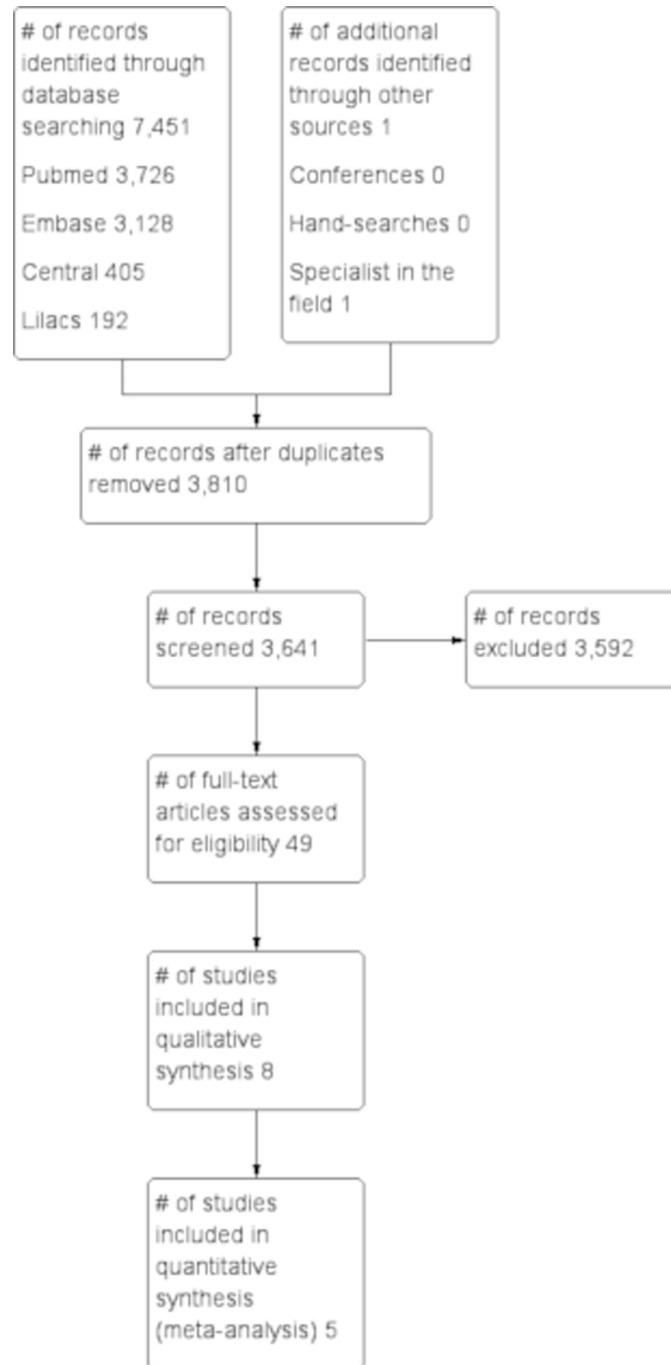 # of records
identified through
database
searching 7,451
Pubmed 3,726
Embase 3,128
Central 405
Lilacs 192
# of additional
records identified
through other
sources 1
Conferences 0
Hand-searches 0
Specialist in the
field 1
# of records after duplicates
removed 3,810
# of records
screened 3,641
# of records
excluded 3,592
# of full-text
articles assessed
for eligibility 49
# of studies
included in
qualitative
synthesis 8
# of studies
included in
quantitative
synthesis
(meta-analysis) 5